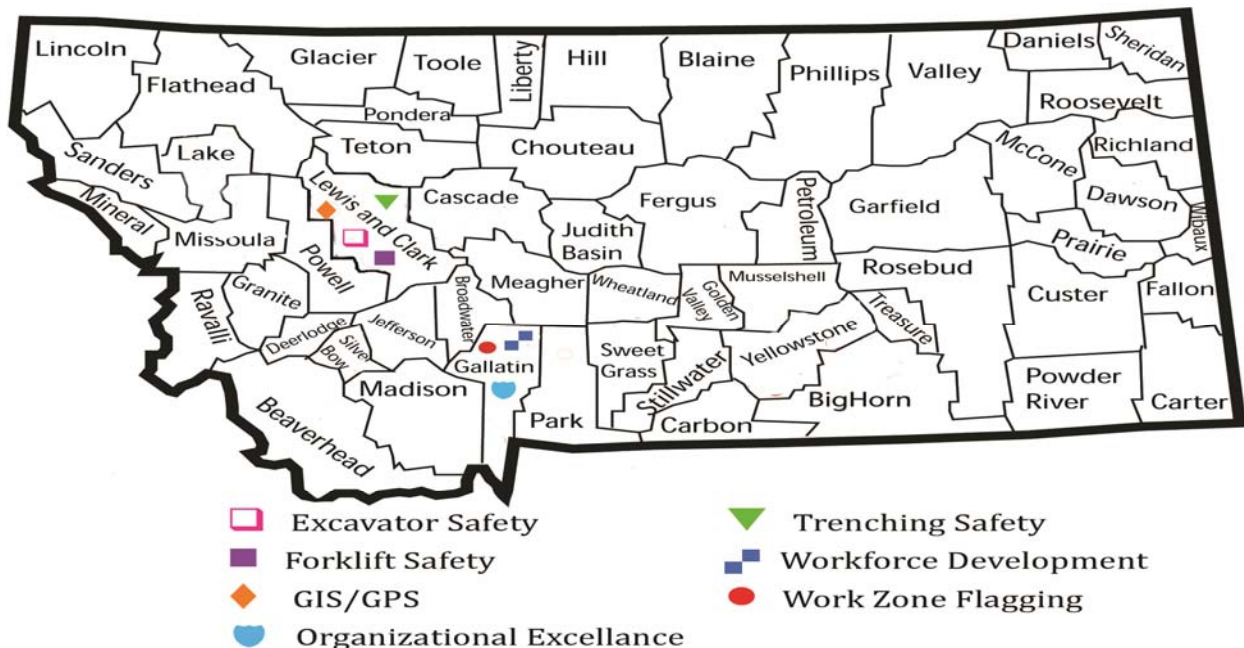 Lincoln
Flathead
Glacier
Toole
Liberty
Hill
Blaine
Phillips
Valley
Daniels
Sheridan
Roosevelt
Pondera
Teton
Chouteau
McCone
Richland
Sanders
Lake
Lewis and Clark
Cascade
Fergus
Petroleum
Garfield
Dawson
Wibaux
Mineral
Missoula
Powell
Judith
Basin
Prairie
Ravalli
Granite
Broadwater
Meagher
Wheatland
Golden
Valley
Musselshell
Rosebud
Treasure
Custer
Fallon
Deerlodge
Silver
Bow
Jefferson
Gallatin
Sweet
Grass
Stillwater
Yellowstone
Madison
Beaverhead
Park
Carbon
BigHorn
Powder
River
Carter
Excavator Safety
Forklift Safety
GIS/GPS
Organizational Excellance
Trenching Safety
Workforce Development
Work Zone Flagging